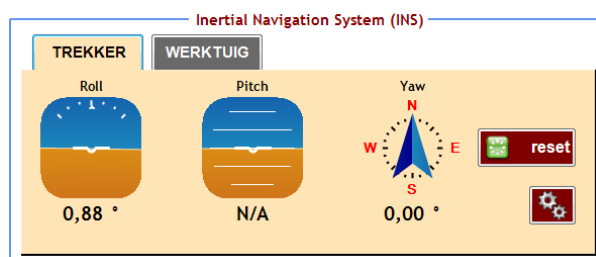 Inertial Navigation System (INS)
TREKKER WERKTUIG
Roll Pitch Yaw
N
W E
S
reset
0,88 ° N/A 0,00 °